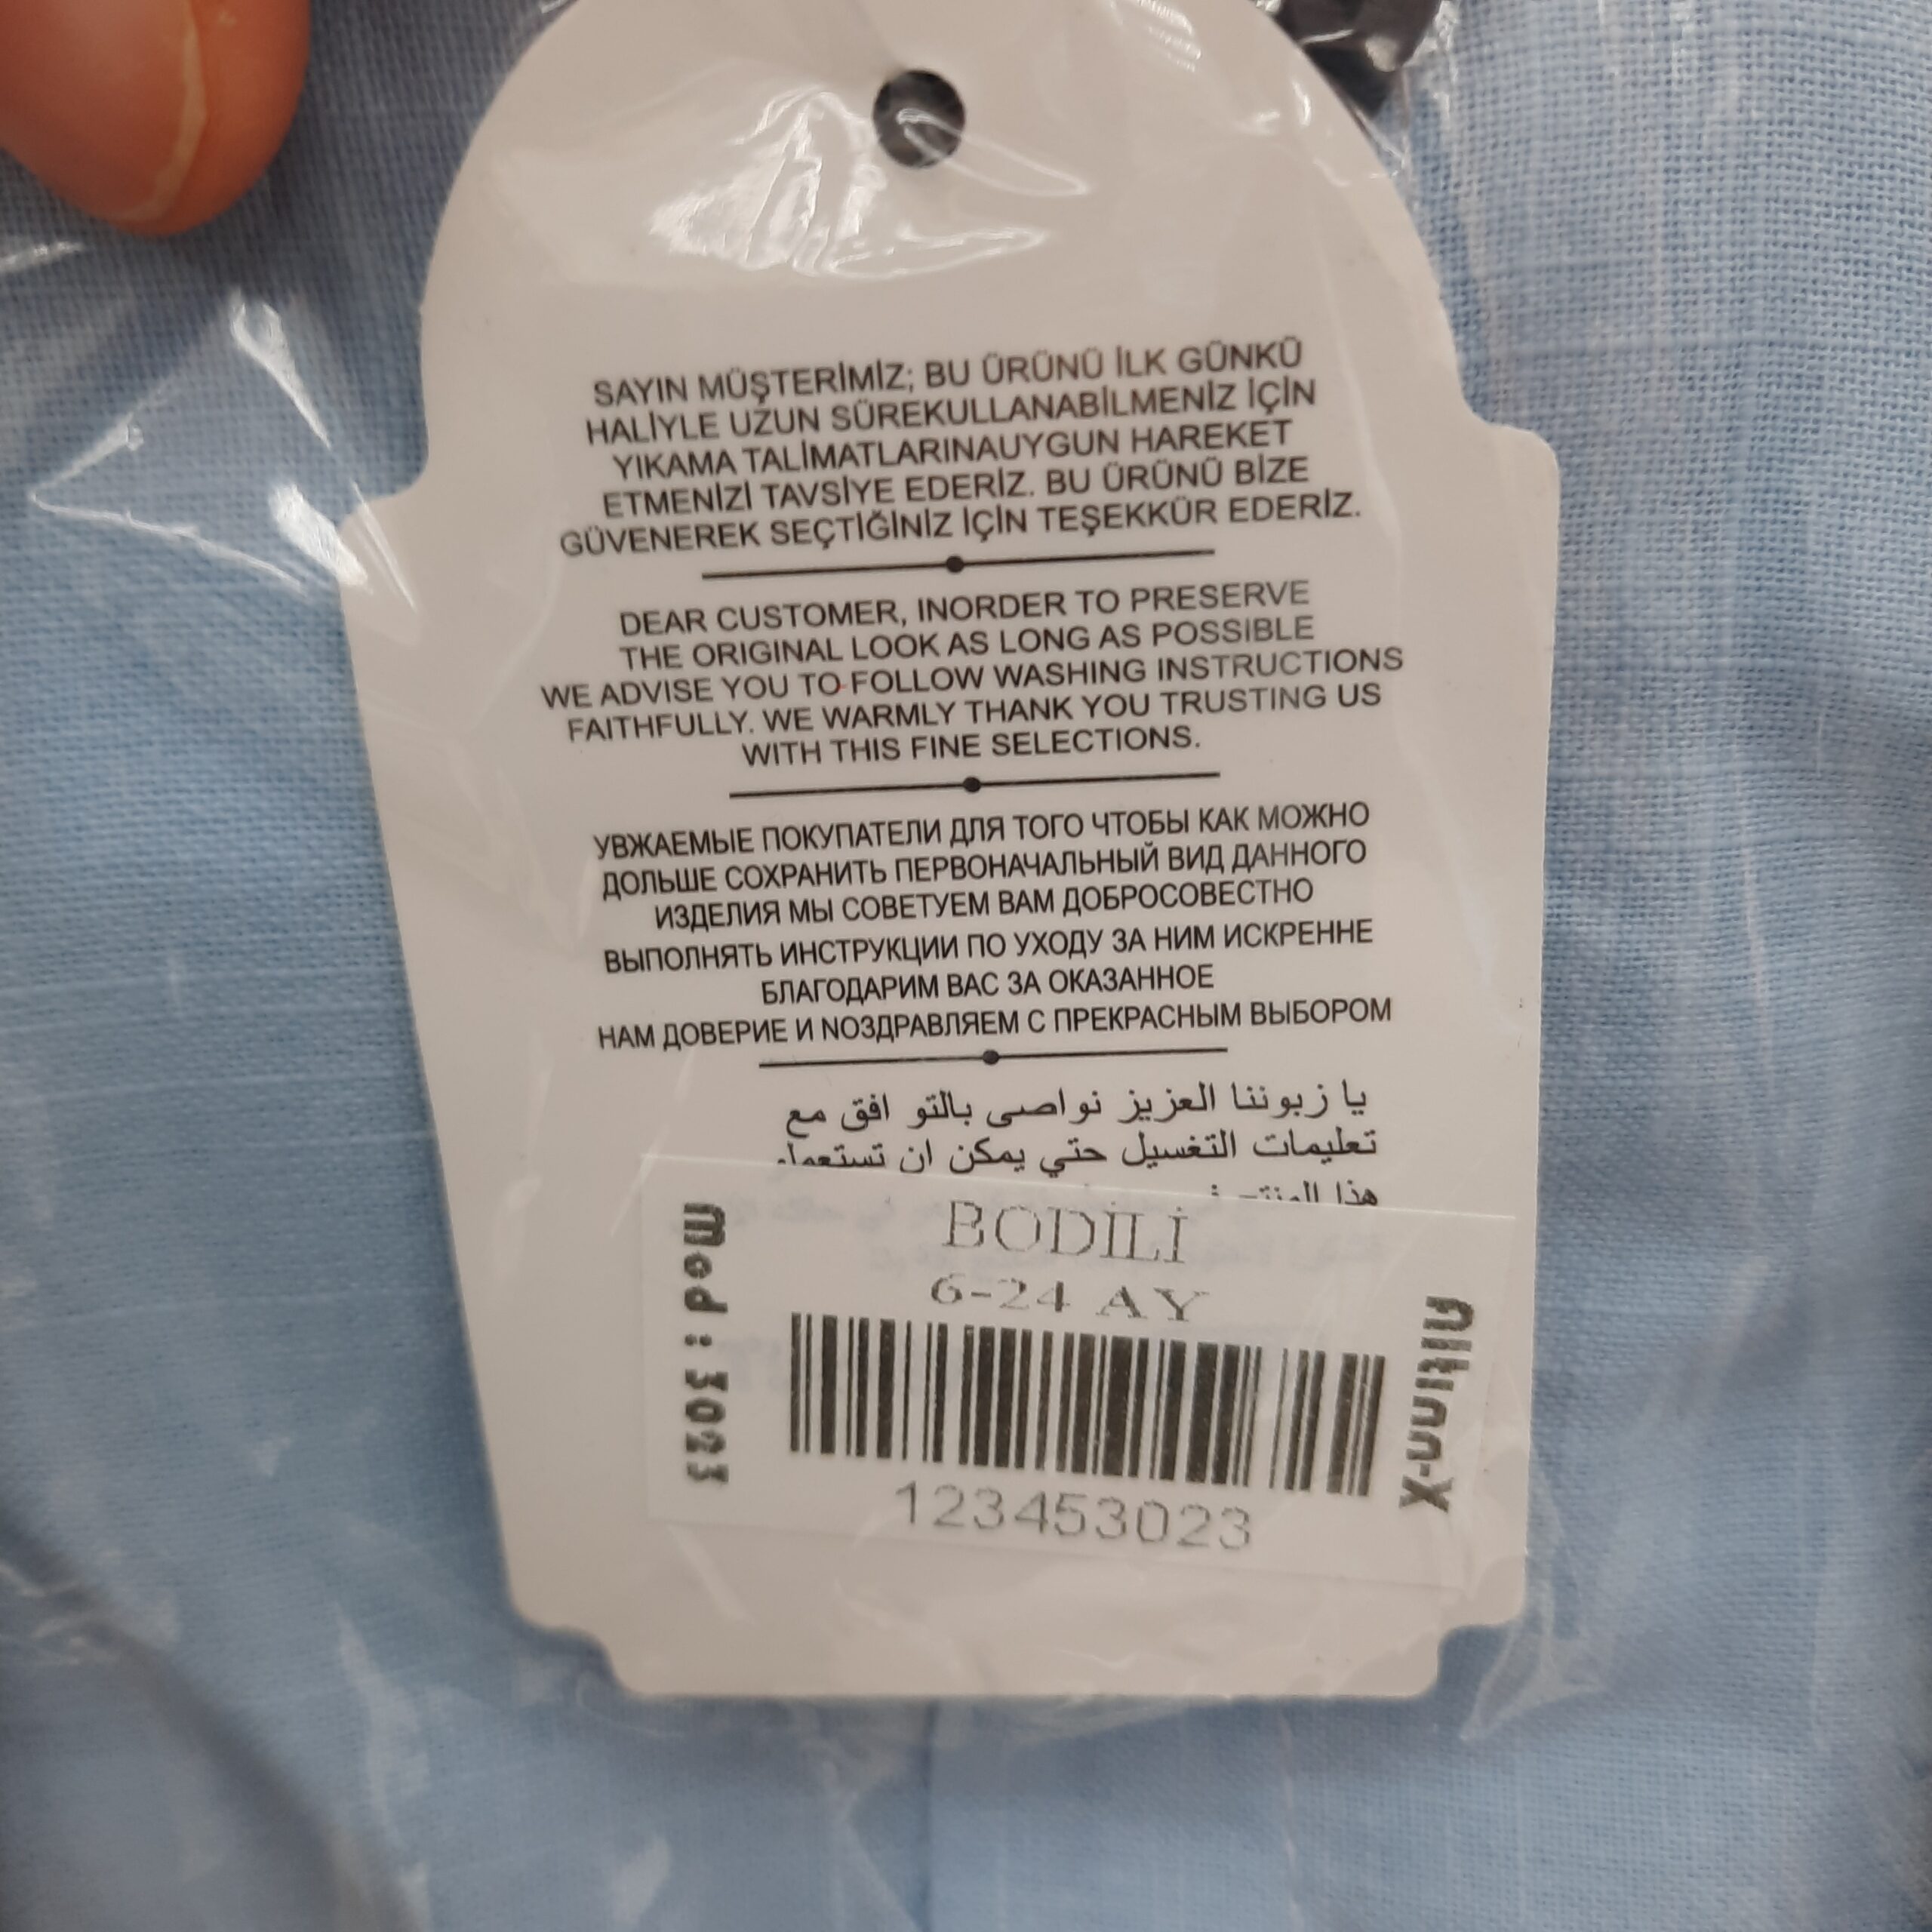 SAYIN MÜŞTERİMİZ; BU ÜRÜNÜ İLK GÜNKÜ
HALİYLE UZUN SÜREKULLANABİLMENİZ İÇİN
YIKAMA TALİMATLARINAUYGUN HAREKET
ETMENİZİ TAVSİYE EDERİZ. BU ÜRÜNÜ BİZE
GÜVENEREK SEÇTİĞİNİZ İÇİN TEŞEKKÜR EDERİZ.
DEAR CUSTOMER, INORDER TO PRESERVE
THE ORIGINAL LOOK AS LONG AS POSSIBLE
WE ADVISE YOU TO FOLLOW WASHING INSTRUCTIONS
FAITHFULLY. WE WARMLY THANK YOU TRUSTING US
WITH THIS FINE SELECTIONS.
УВЖАЕМЫЕ ПОКУПАТЕЛИ ДЛЯ ТОГО ЧТОБЫ КАК МОЖНО
ДОЛЬШЕ СОХРАНИТЬ ПЕРВОНАЧАЛЬНЫЙ ВИД ДАННОГО
ИЗДЕЛИЯ МЫ СОВЕТУЕМ ВАМ ДОБРОСОВЕСТНО
ВЫПОЛНЯТЬ ИНСТРУКЦИИ ПО УХОДУ ЗА НИМ ИСКРЕННЕ
БЛАГОДАРИМ ВАС ЗА ОКАЗАННОЕ
НАМ ДОВЕРИЕ И NОЗДРАВЛЯЕМ С ПРЕКРАСНЫМ ВЫБОРОМ
يا زبوننا العزيز نواصى بالتو افق مع
تعليمات التغسيل حتي يمكن ان تستعمل
هذا المنتج
BODİLİ
6-24 AY
Mod : 3023
123453023